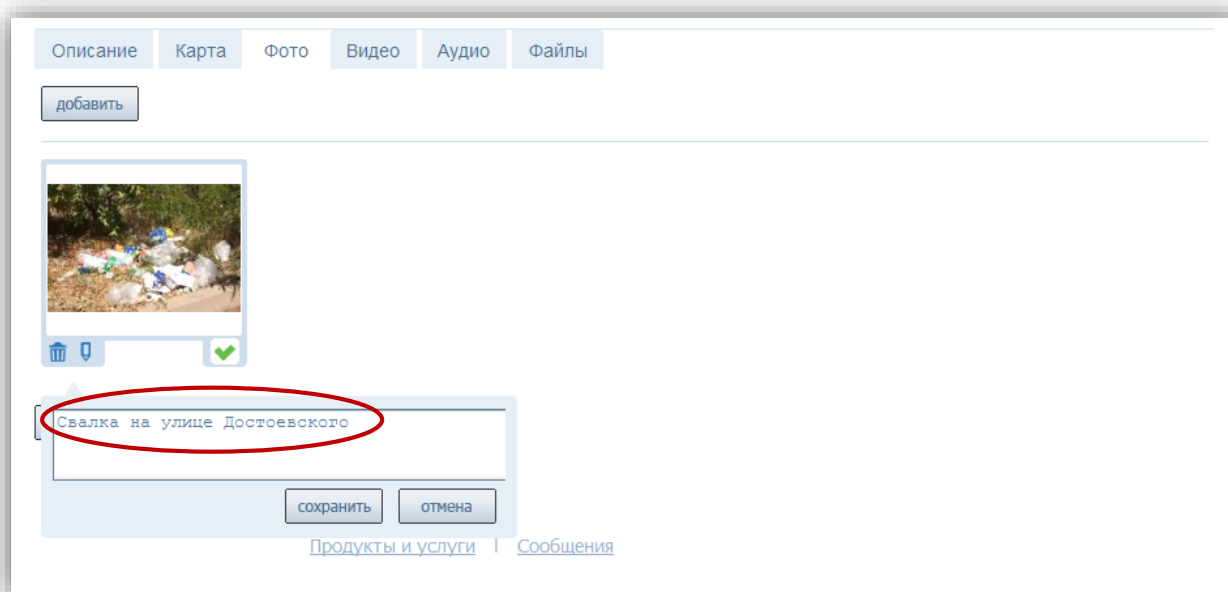 Описание Карта Фото Видео Аудио Файлы
добавить
Свалка на улице Достоевского
сохранить отмена
Продукты и услуги | Сообщения